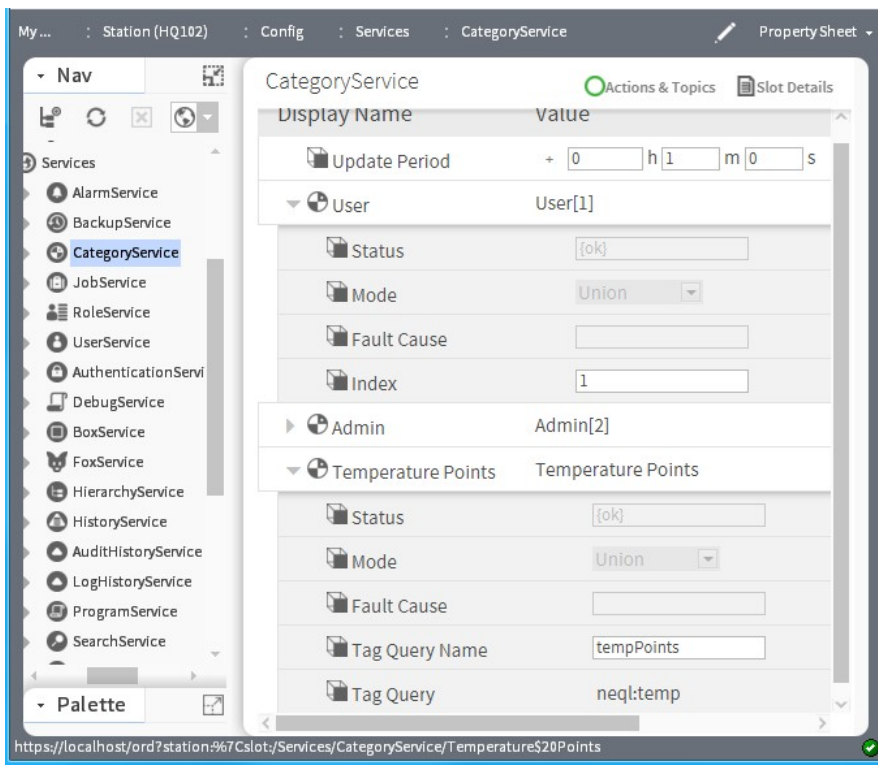 My ... : Station (HQ102) : Config : Services : CategoryService Property Sheet
Nav
Services
AlarmService
BackupService
CategoryService
JobService
RoleService
UserService
AuthenticationServi
DebugService
BoxService
FoxService
HierarchyService
HistoryService
AuditHistoryService
LogHistoryService
ProgramService
SearchService
Palette
CategoryService Actions & Topics Slot Details
Display Name Value
Update Period + 0 h 1 m 0 s
User User[1]
Status {ok}
Mode Union
Fault Cause
Index 1
Admin Admin[2]
Temperature Points Temperature Points
Status {ok}
Mode Union
Fault Cause
Tag Query Name tempPoints
Tag Query neql:temp
https://localhost/ord?station:%7Cslot:/Services/CategoryService/Temperature$20Points